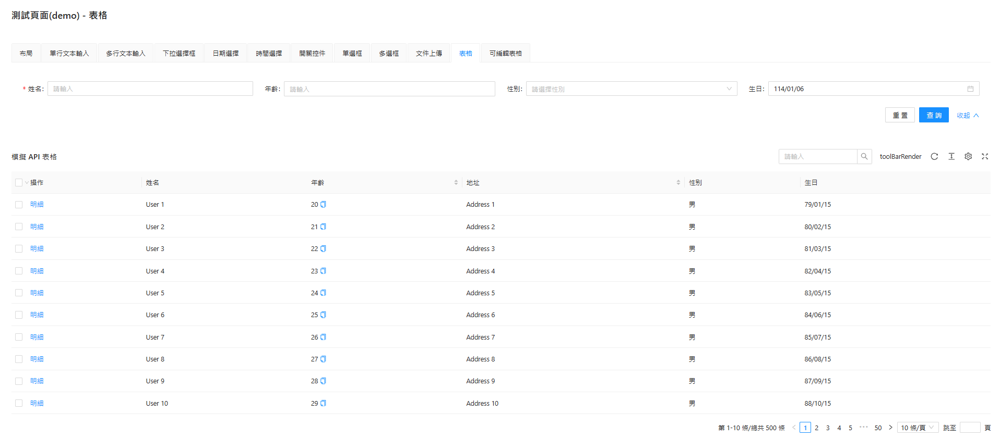 測試頁面(demo) - 表格
布局 單行文本輸入 多行文本輸入 下拉選擇框 日期選擇 時間選擇 開關控件 單選框 多選框 文件上傳 表格 可編輯表格
* 姓名: 請輸入 年齡: 請輸入 性別: 請選擇性別 生日: 114/01/06
重 置 查 詢 收起
模擬 API 表格 請輸入 toolBarRender
操作 姓名 年齡 地址 性別 生日
明細 User 1 20 Address 1 男 79/01/15
明細 User 2 21 Address 2 男 80/02/15
明細 User 3 22 Address 3 男 81/03/15
明細 User 4 23 Address 4 男 82/04/15
明細 User 5 24 Address 5 男 83/05/15
明細 User 6 25 Address 6 男 84/06/15
明細 User 7 26 Address 7 男 85/07/15
明細 User 8 27 Address 8 男 86/08/15
明細 User 9 28 Address 9 男 87/09/15
明細 User 10 29 Address 10 男 88/10/15
第 1-10 條/總共 500 條 1 2 3 4 5 ••• 50 10 條/頁 跳至 頁